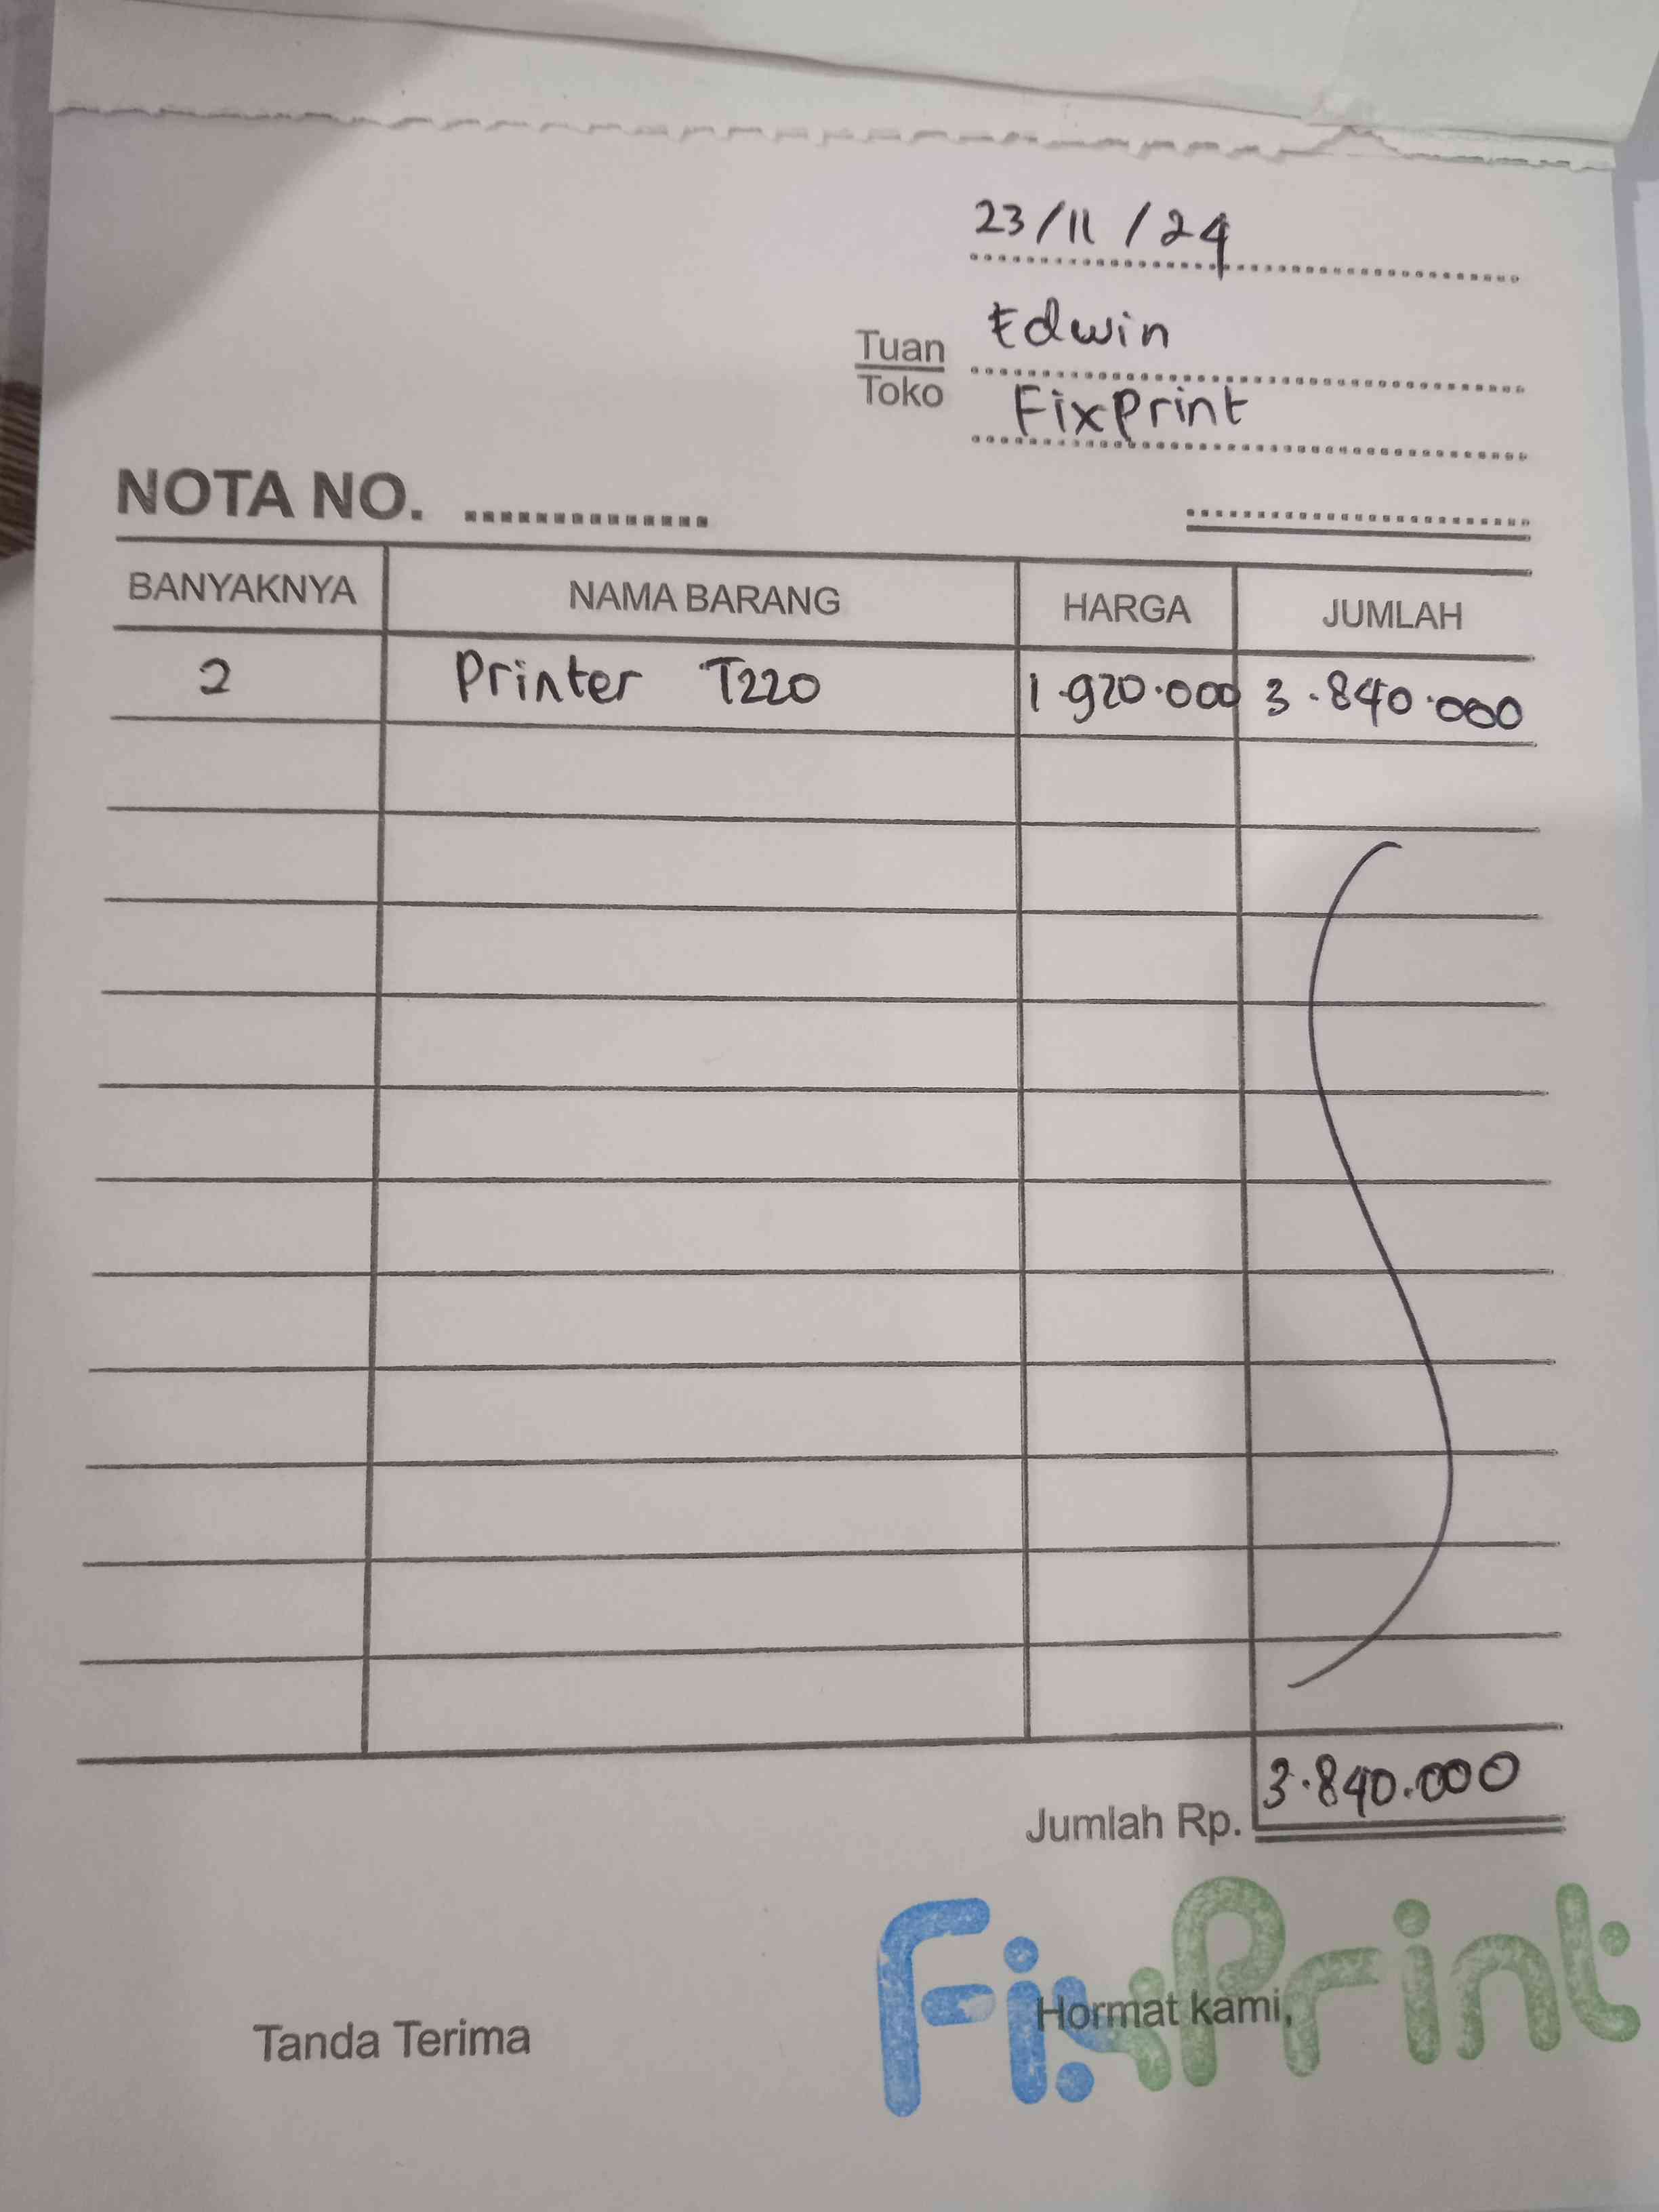 23/11/24
Tuan Edwin
Toko FixPrint
NOTA NO. ...............
BANYAKNYA NAMA BARANG HARGA JUMLAH
2 Printer T220 1.920.000 3.840.000
Jumlah Rp. 3.840.000
FixPrint
Tanda Terima Hormat kami,